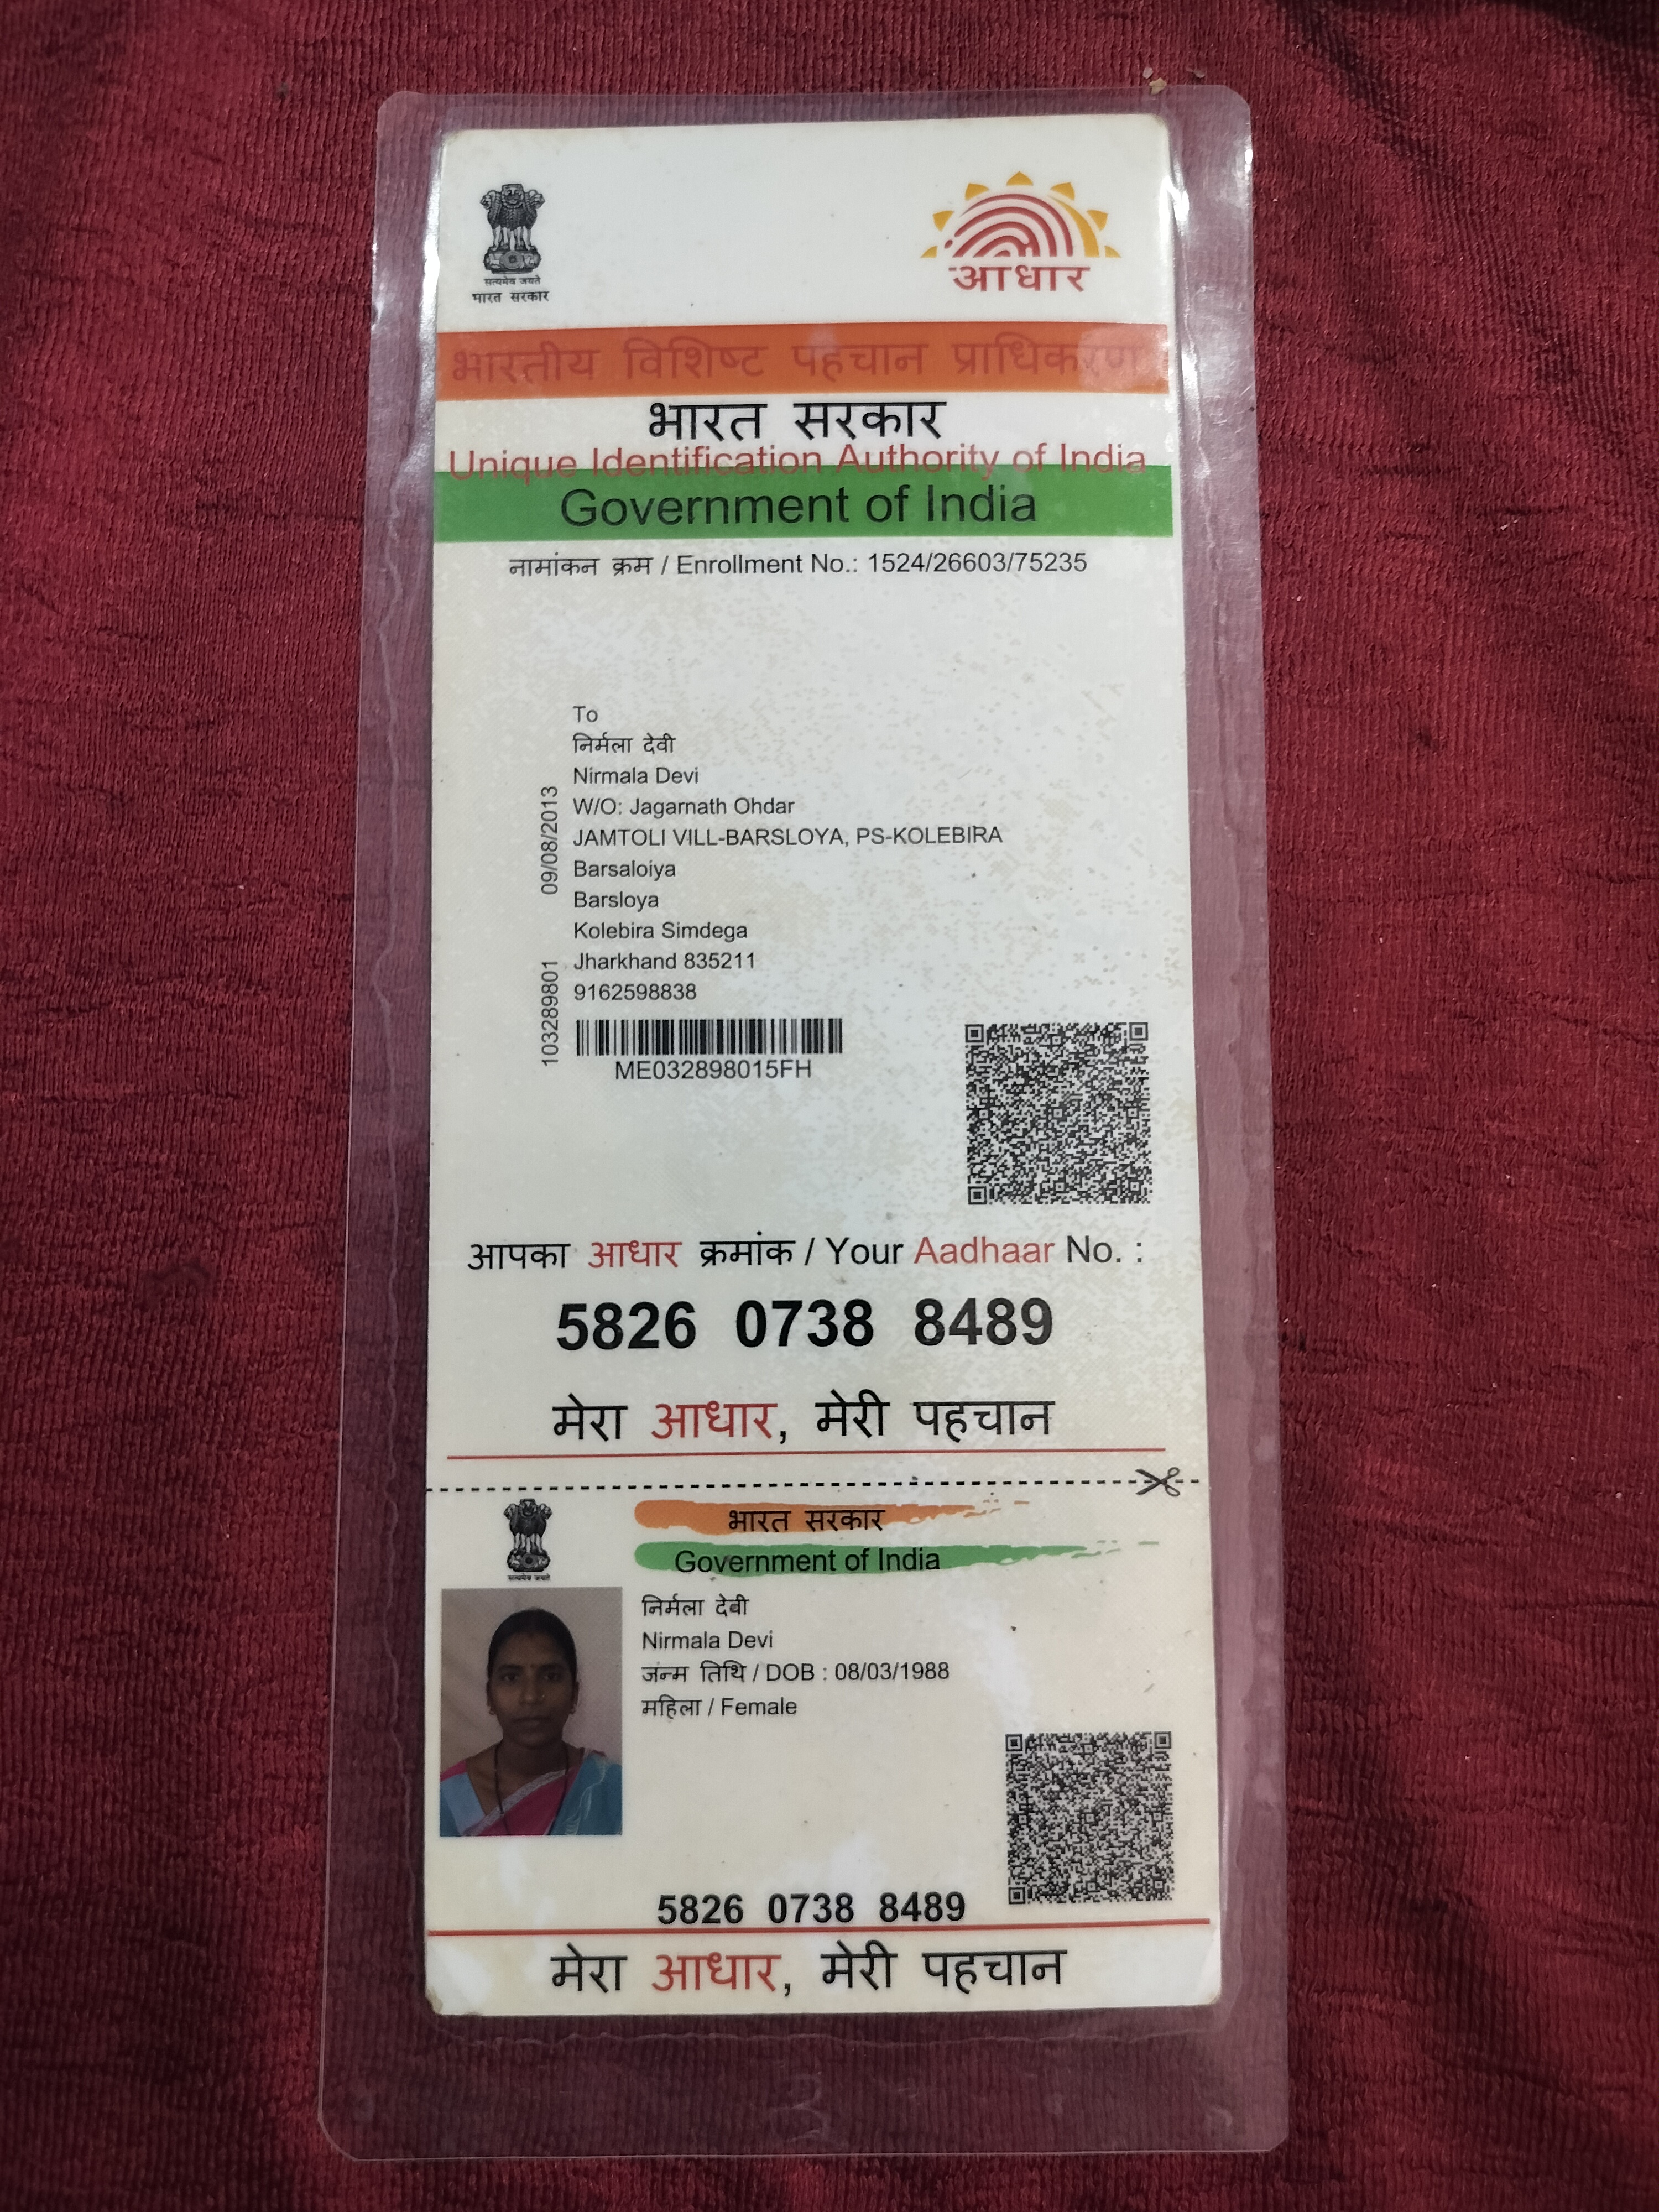 सत्यमेव जयते
भारत सरकार
आधार
भारतीय विशिष्ट पहचान प्राधिकरण
भारत सरकार
Unique Identification Authority of India
Government of India
नामांकन क्रम / Enrollment No.: 1524/26603/75235
To
निर्मला देवी
Nirmala Devi
W/O: Jagarnath Ohdar
JAMTOLI VILL-BARSLOYA, PS-KOLEBIRA
Barsaloiya
Barsloya
Kolebira Simdega
Jharkhand 835211
9162598838
09/08/2013
103289801
ME032898015FH
आपका आधार क्रमांक / Your Aadhaar No. :
5826 0738 8489
मेरा आधार, मेरी पहचान
सत्यमेव जयते
भारत सरकार
Government of India
निर्मला देवी
Nirmala Devi
जन्म तिथि / DOB : 08/03/1988
महिला / Female
5826 0738 8489
मेरा आधार, मेरी पहचान